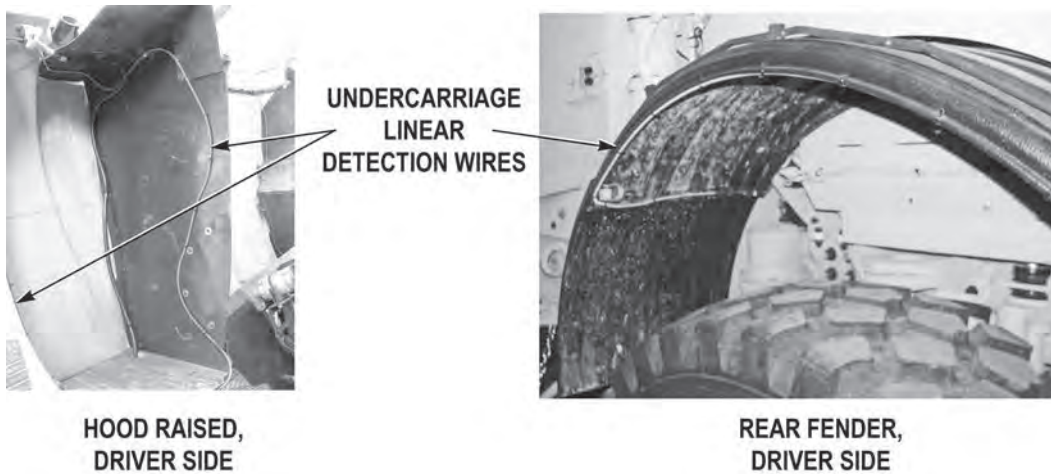 UNDERCARRIAGE
LINEAR
DETECTION WIRES
HOOD RAISED,
DRIVER SIDE
REAR FENDER,
DRIVER SIDE